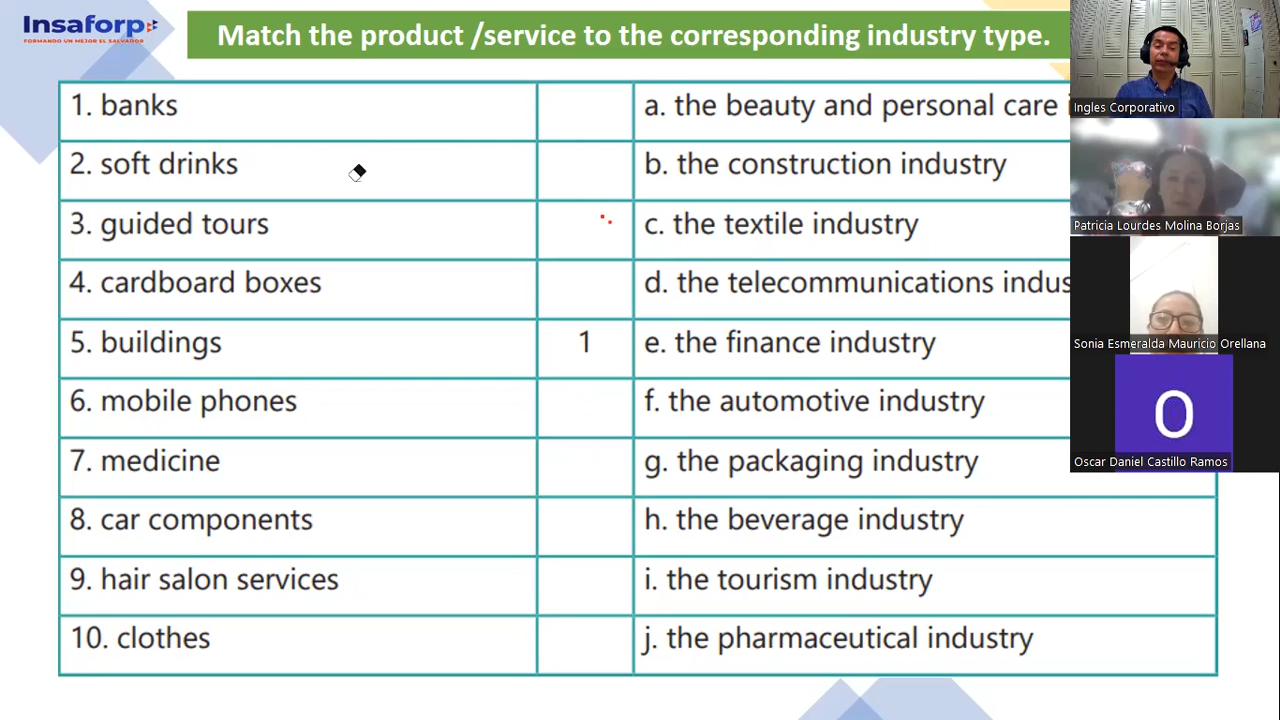 Insaforp
FORMANDO UN MEJOR EL SALVADOR
Match the product /service to the corresponding industry type.
1. banks
a. the beauty and personal care
2. soft drinks
b. the construction industry
3. guided tours
c. the textile industry
4. cardboard boxes
d. the telecommunications indus
5. buildings
1
e. the finance industry
6. mobile phones
f. the automotive industry
7. medicine
g. the packaging industry
8. car components
h. the beverage industry
9. hair salon services
i. the tourism industry
10. clothes
j. the pharmaceutical industry
Ingles Corporativo
Patricia Lourdes Molina Borjas
Sonia Esmeralda Mauricio Orellana
O
Oscar Daniel Castillo Ramos